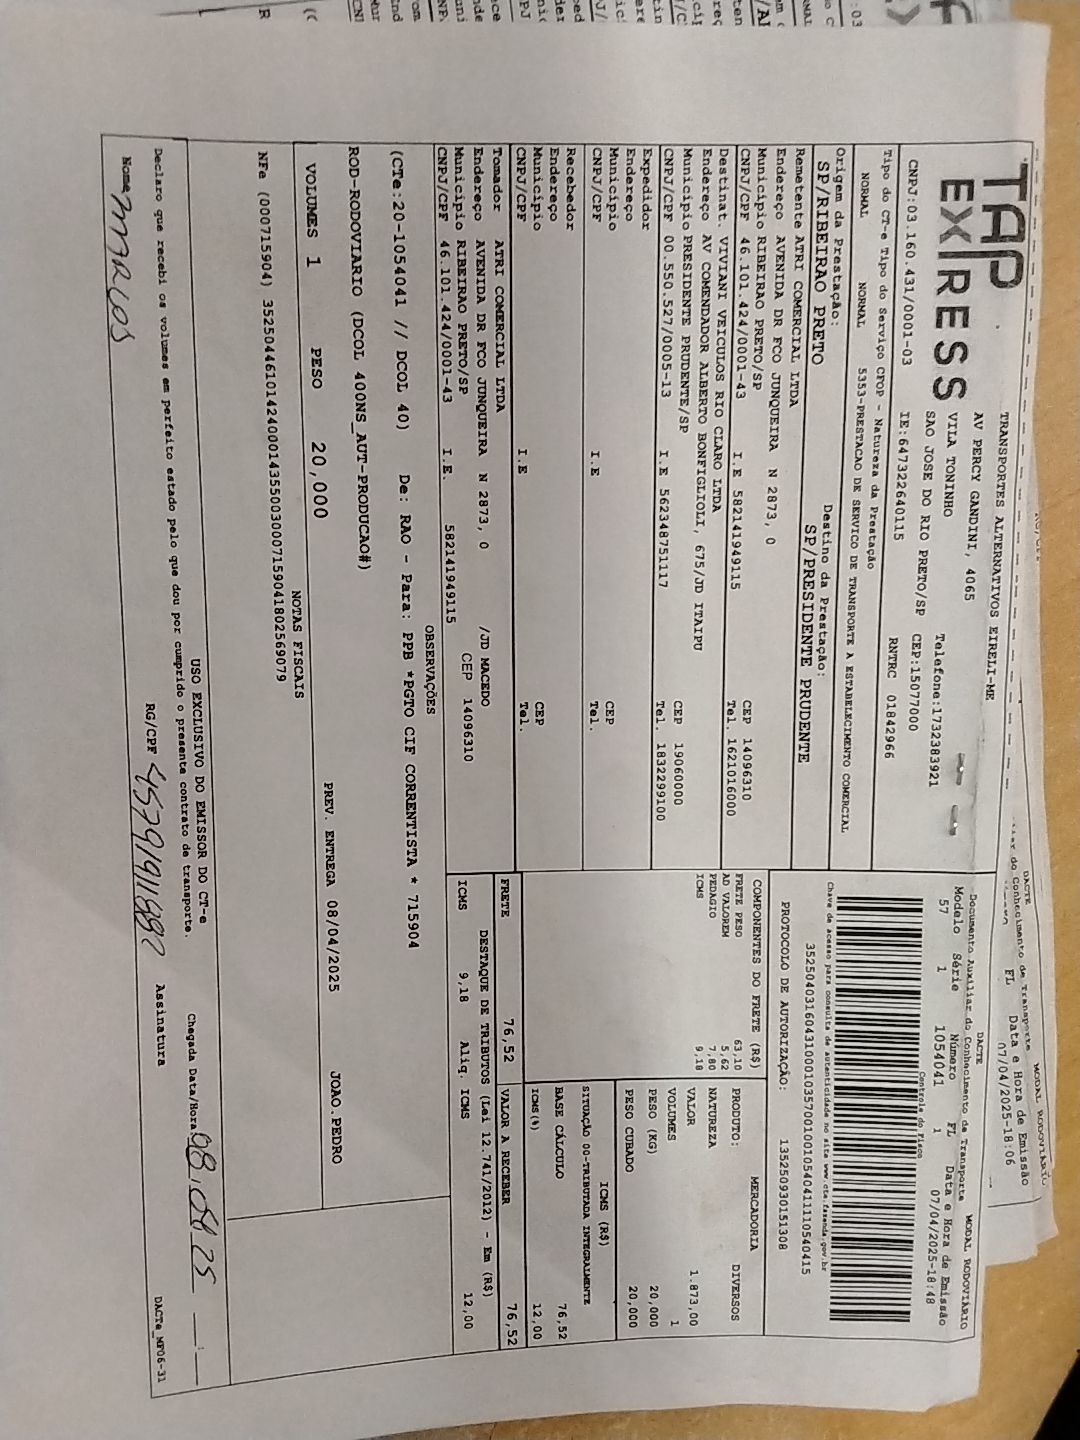 TAP
EXPRESS
TRANSPORTES ALTERNATIVOS EIRELI-ME
AV PERCY GANDINI, 4065
VILA TONINHO
SAO JOSE DO RIO PRETO/SP
Telefone:1732383921
CEP:15077000
CNPJ:03.160.431/0001-03 IE:647322640115 RNTRC 01842966
DACTE MODAL RODOVIÁRIO
Documento Auxiliar do Conhecimento de Transporte
Modelo Série Número FL Data e Hora de Emissão
57 1 1054041 1 07/04/2025-18:48
Controle do Fisco
Chave de acesso para consulta de autenticidade no site www.cte.fazenda.gov.br
35250403160431000103570010010540411110540415
PROTOCOLO DE AUTORIZAÇÃO: 135250930151308
Tipo do CT-e Tipo do Serviço CFOP - Natureza da Prestação
NORMAL NORMAL 5353-PRESTACAO DE SERVICO DE TRANSPORTE A ESTABELECIMENTO COMERCIAL
Origem da Prestação: Destino da Prestação:
SP/RIBEIRAO PRETO SP/PRESIDENTE PRUDENTE
Remetente ATRI COMERCIAL LTDA
Endereço AVENIDA DR FCO JUNQUEIRA N 2873, 0
Município RIBEIRAO PRETO/SP CEP 14096310
CNPJ/CPF 46.101.424/0001-43 I.E 582141949115 Tel. 1621016000
Destinat. VIVIANI VEICULOS RIO CLARO LTDA
Endereço AV COMENDADOR ALBERTO BONFIGLIOLI, 675/JD ITAIPU
Município PRESIDENTE PRUDENTE/SP CEP 19060000
CNPJ/CPF 00.550.527/0005-13 I.E 562348751117 Tel. 1832299100
Expedidor
Endereço
Município CEP
CNPJ/CPF I.E Tel.
Recebedor
Endereço
Município CEP
CNPJ/CPF I.E Tel.
Tomador ATRI COMERCIAL LTDA
Endereço AVENIDA DR FCO JUNQUEIRA N 2873, 0 /JD MACEDO
Município RIBEIRAO PRETO/SP CEP 14096310
CNPJ/CPF 46.101.424/0001-43 I.E. 582141949115
COMPONENTES DO FRETE (R$)
FRETE PESO 63,10
AD VALOREM 5,62
PEDAGIO 7,80
ICMS 9,18
MERCADORIA
PRODUTO: DIVERSOS
NATUREZA
VALOR 1.873,00
VOLUMES 1
PESO (KG) 20,000
PESO CUBADO 20,000
ICMS (R$)
SITUAÇÃO 00-TRIBUTADA INTEGRALMENTE
BASE CÁLCULO 76,52
ICMS(%) 12,00
FRETE 76,52 VALOR A RECEBER 76,52
DESTAQUE DE TRIBUTOS (Lei 12.741/2012) - Em (R$)
ICMS 9,18 Aliq. ICMS 12,00
OBSERVAÇÕES
(CTe:20-1054041 // DCOL 40) De: RAO - Para: PPB *PGTO CIF CORRENTISTA * 715904
ROD-RODOVIARIO (DCOL 400NS_AUT-PRODUCAO#)
VOLUMES 1 PESO 20,000 PREV. ENTREGA 08/04/2025 JOAO.PEDRO
NOTAS FISCAIS
NFe (000715904) 35250446101424000143550030007159041802569079
USO EXCLUSIVO DO EMISSOR DO CT-e
Declaro que recebi os volumes em perfeito estado pelo que dou por cumprido o presente contrato de transporte.
Chegada Data/Hora 08.04 25 __:__
Nome MARCOS RG/CPF Assinatura
DACTe_MF06-31